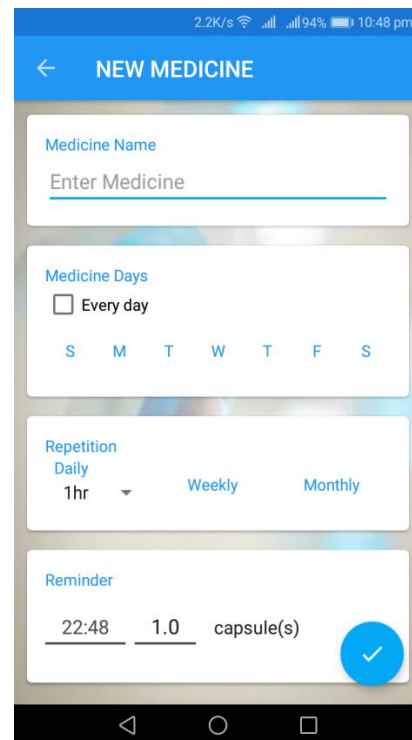 2.2K/s 94% 10:48 pm
NEW MEDICINE
Medicine Name
Enter Medicine
Medicine Days
Every day
S M T W T F S
Repetition
Daily
1hr Weekly Monthly
Reminder
22:48 1.0 capsule(s)